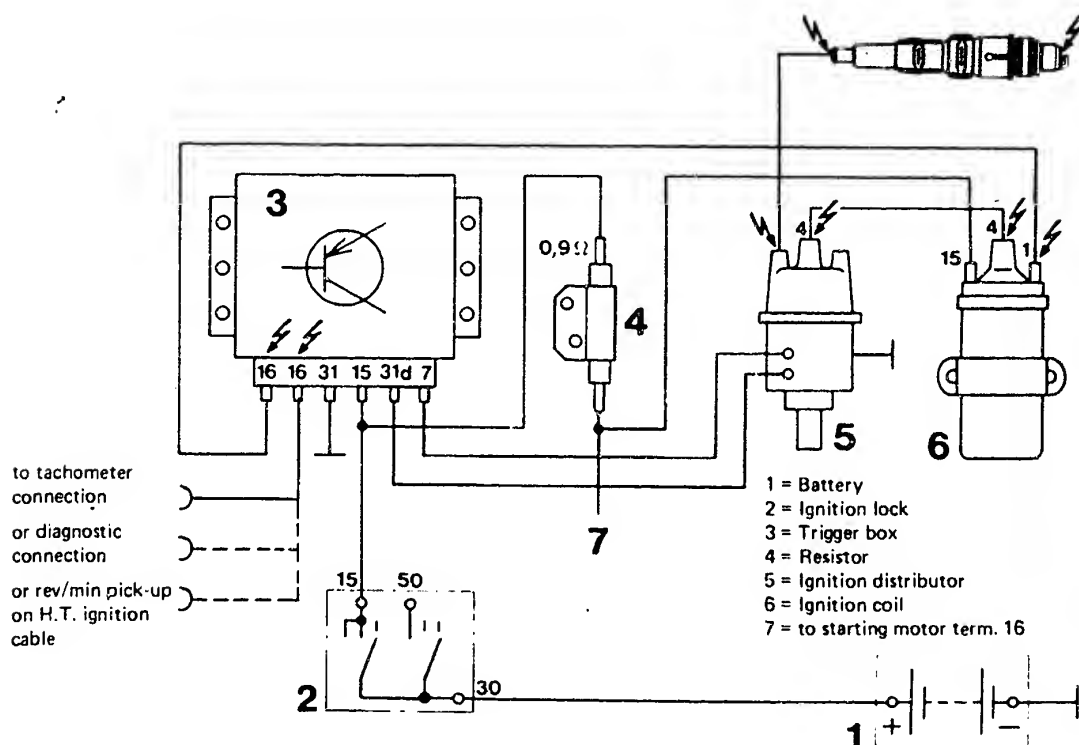 3
0,9Ω
4
4
4
1
15
16 16 31 15 31d 7
5
6
to tachometer
connection
or diagnostic
connection
or rev/min pick-up
on H.T. ignition
cable
7
1 = Battery
2 = Ignition lock
3 = Trigger box
4 = Resistor
5 = Ignition distributor
6 = Ignition coil
7 = to starting motor term. 16
15 50
2
30
1
+ −